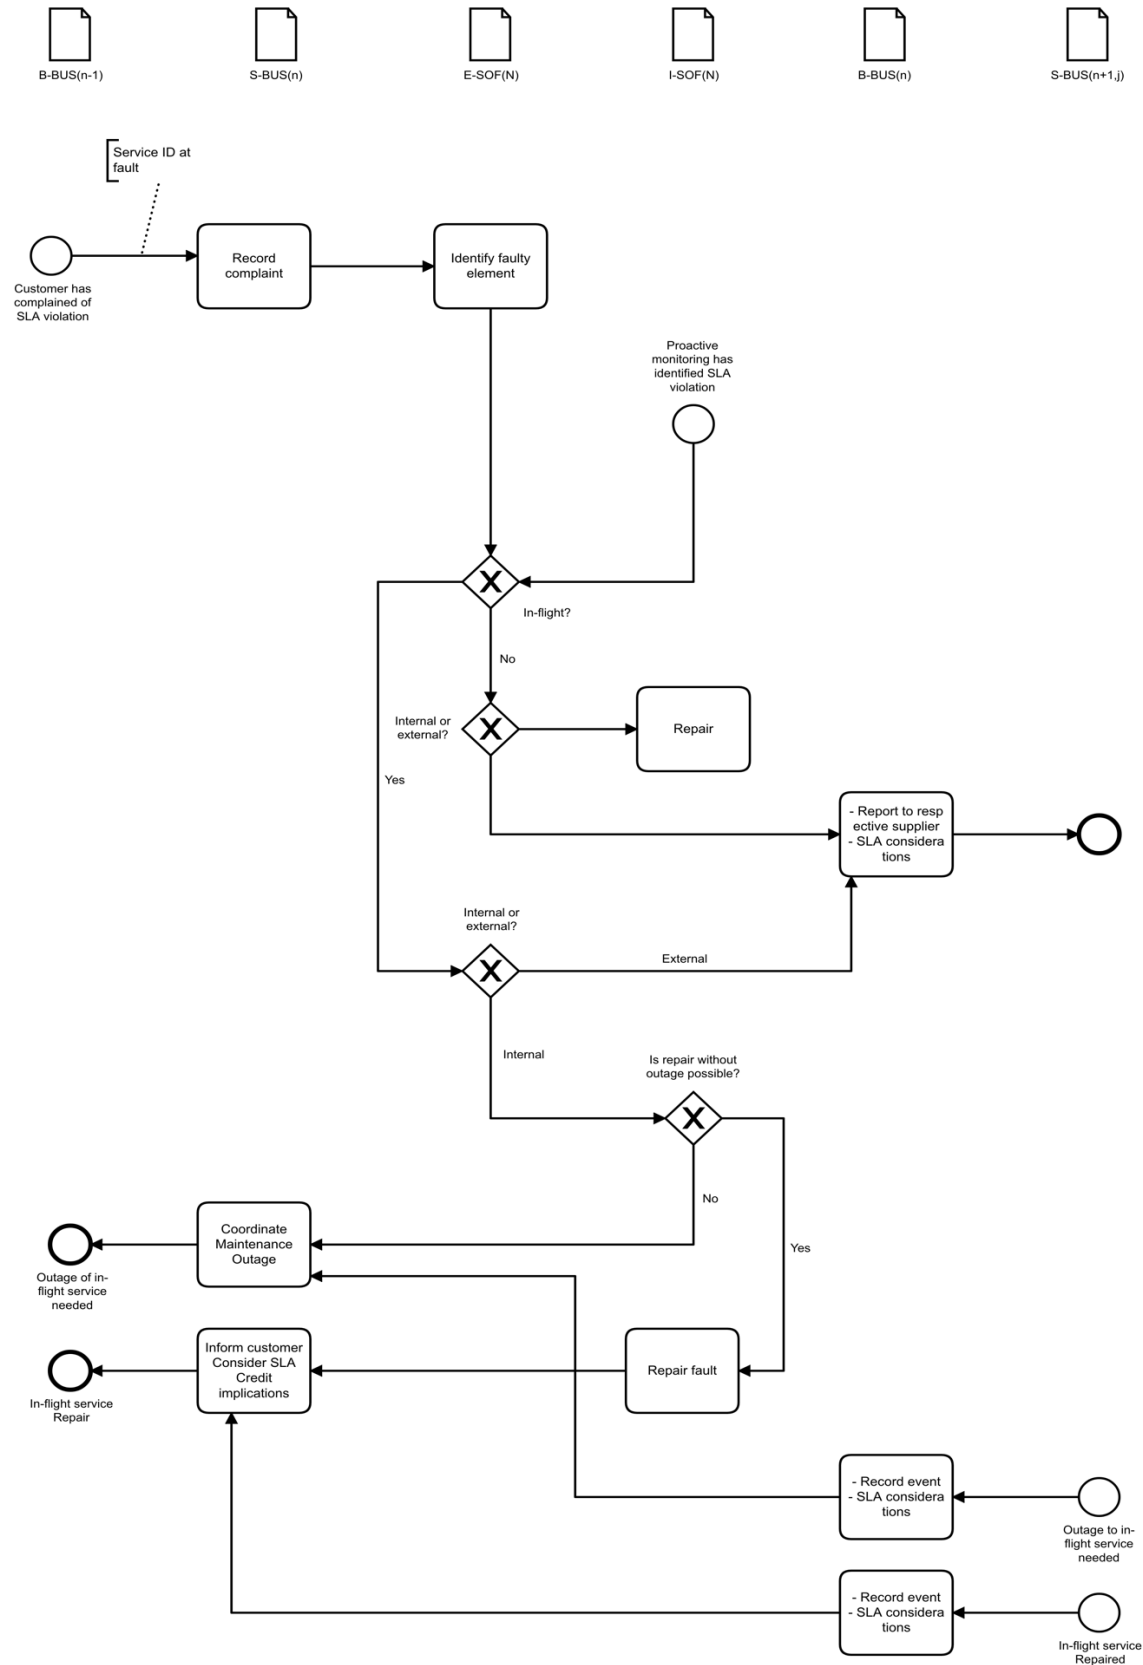 B-BUS(n-1)
S-BUS(n)
E-SOF(N)
I-SOF(N)
B-BUS(n)
S-BUS(n+1,j)
Service ID at
fault
Customer has
complained of
SLA violation
Record
complaint
Identify faulty
element
Proactive
monitoring has
identified SLA
violation
X
In-flight?
No
Internal or
external?
X
Repair
Yes
- Report to resp
ective supplier
- SLA considera
tions
Internal or
external?
X
External
Internal
Is repair without
outage possible?
X
No
Yes
Coordinate
Maintenance
Outage
Outage of in-
flight service
needed
Inform customer
Consider SLA
Credit
implications
In-flight service
Repair
Repair fault
- Record event
- SLA considera
tions
Outage to in-
flight service
needed
- Record event
- SLA considera
tions
In-flight service
Repaired